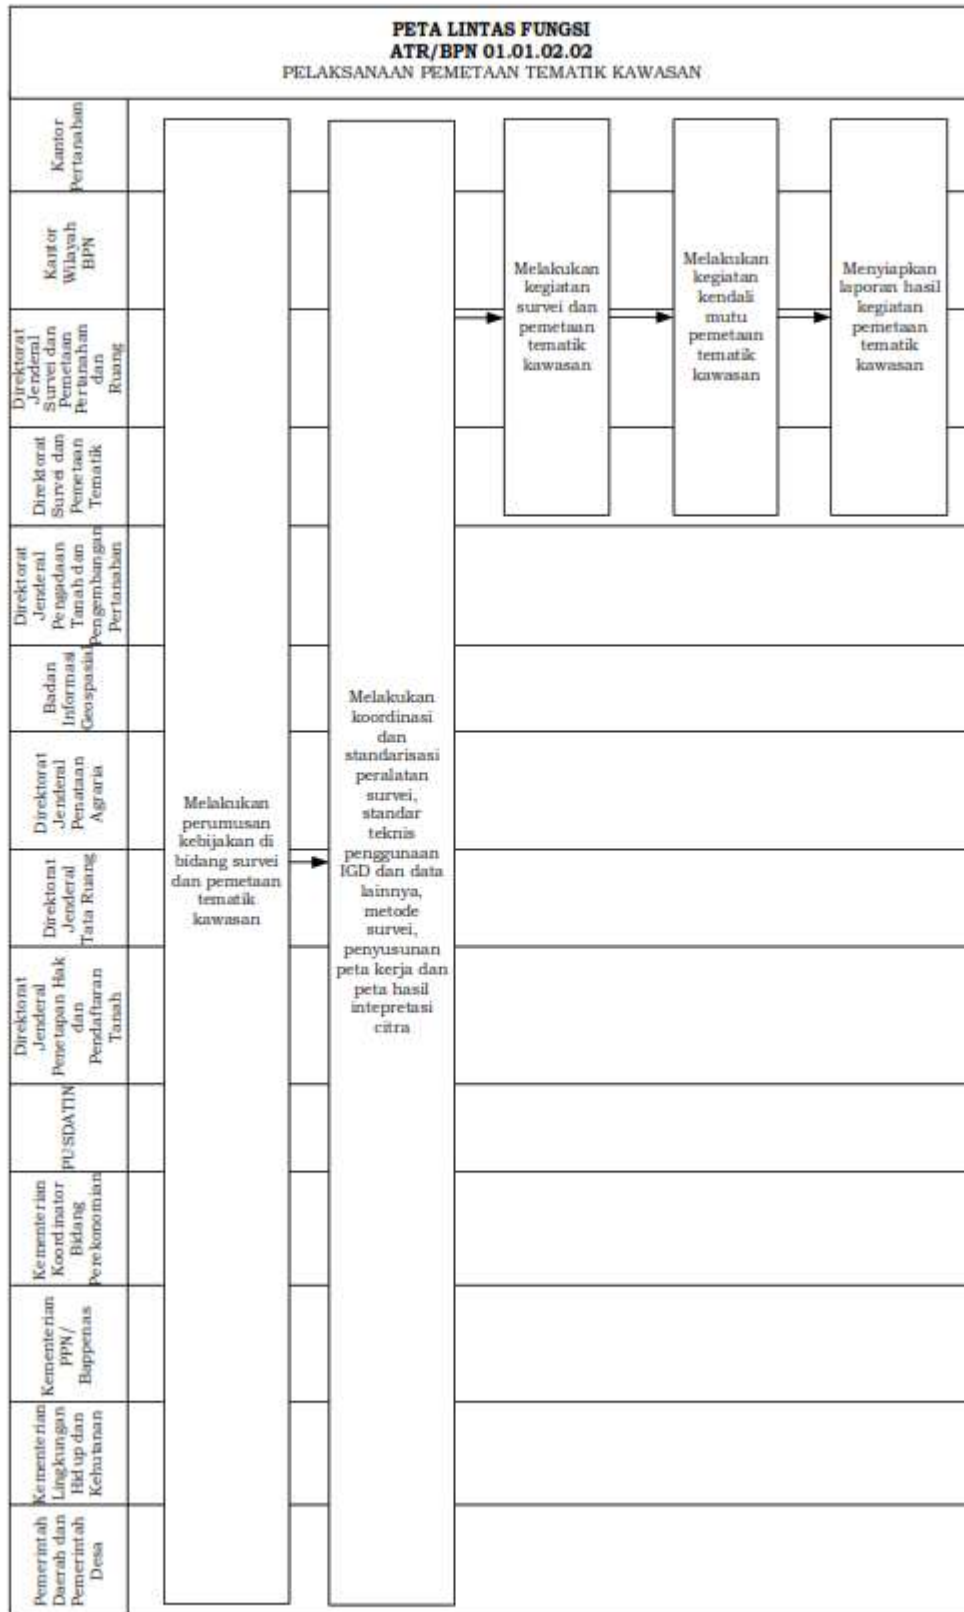 PETA LINTAS FUNGSI
ATR/BPN 01.01.02.02
PELAKSANAAN PEMETAAN TEMATIK KAWASAN
Kantor
Pertanahan
Kantor
Wilayah
BPN
Direktorat
Jenderal
Survei dan
Pemetaan
Pertanahan
dan
Ruang
Direktorat
Survei dan
Pemetaan
Tematik
Direktorat
Jenderal
Pengadaan
Tanah dan
Pengembangan
Pertanahan
Badan
Informasi
Geospasial
Direktorat
Jenderal
Penataan
Agraria
Direktorat
Jenderal
Tata Ruang
Direktorat
Jenderal
Penetapan Hak
dan
Pendaftaran
Tanah
PUSDATIN
Kementerian
Koordinator
Bidang
Perekonomian
Kementerian
PPN/
Bappenas
Kementerian
Lingkungan
Hidup dan
Kehutanan
Pemerintah
Daerah dan
Pemerintah
Desa
Melakukan
perumusan
kebijakan di
bidang survei
dan pemetaan
tematik
kawasan
Melakukan
koordinasi
dan
standarisasi
peralatan
survei,
standar
teknis
penggunaan
IGD dan data
lainnya,
metode
survei,
penyusunan
peta kerja dan
peta hasil
intepretasi
citra
Melakukan
kegiatan
survei dan
pemetaan
tematik
kawasan
Melakukan
kegiatan
kendali
mutu
pemetaan
tematik
kawasan
Menyiapkan
laporan hasil
kegiatan
pemetaan
tematik
kawasan